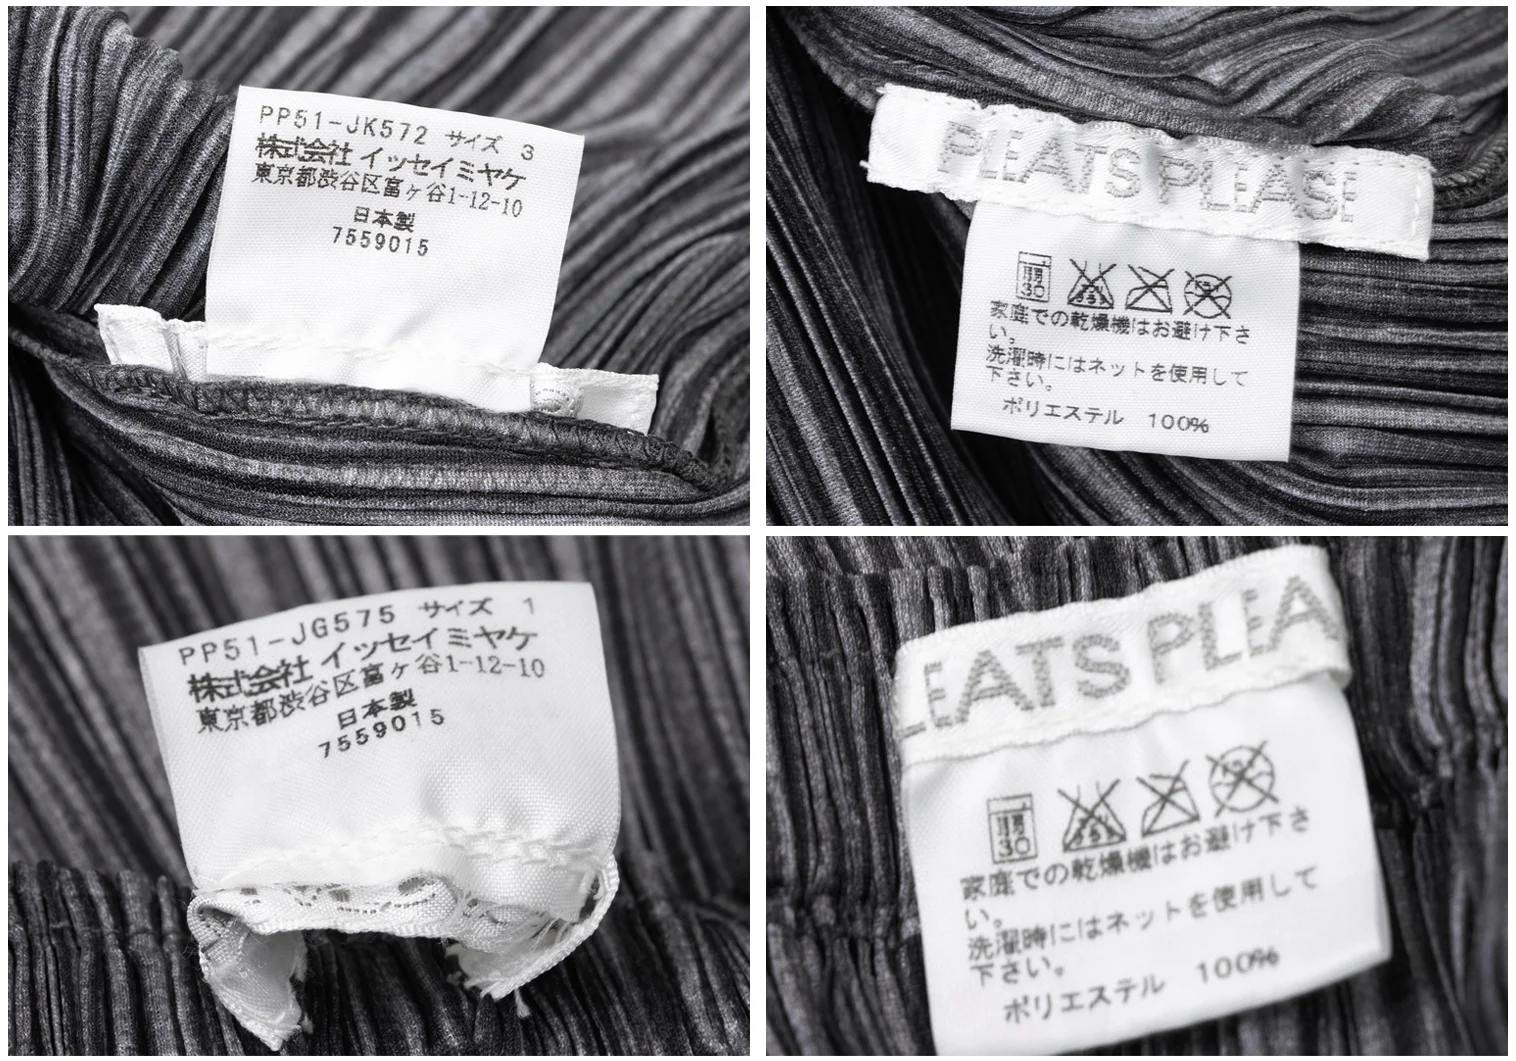 PP51-JK572 サイズ 3
株式会社 イッセイミヤケ
東京都渋谷区富ヶ谷1-12-10
日本製
7559015
PLEATS PLEASE
30
家庭での乾燥機はお避け下さ
い。
洗濯時にはネットを使用して
下さい。
ポリエステル 100%
PP51-JG575 サイズ 1
株式会社 イッセイミヤケ
東京都渋谷区富ヶ谷1-12-10
日本製
7559015
LEATS PLEA
30
家庭での乾燥機はお避け下さ
い。
洗濯時にはネットを使用して
下さい。
ポリエステル 100%